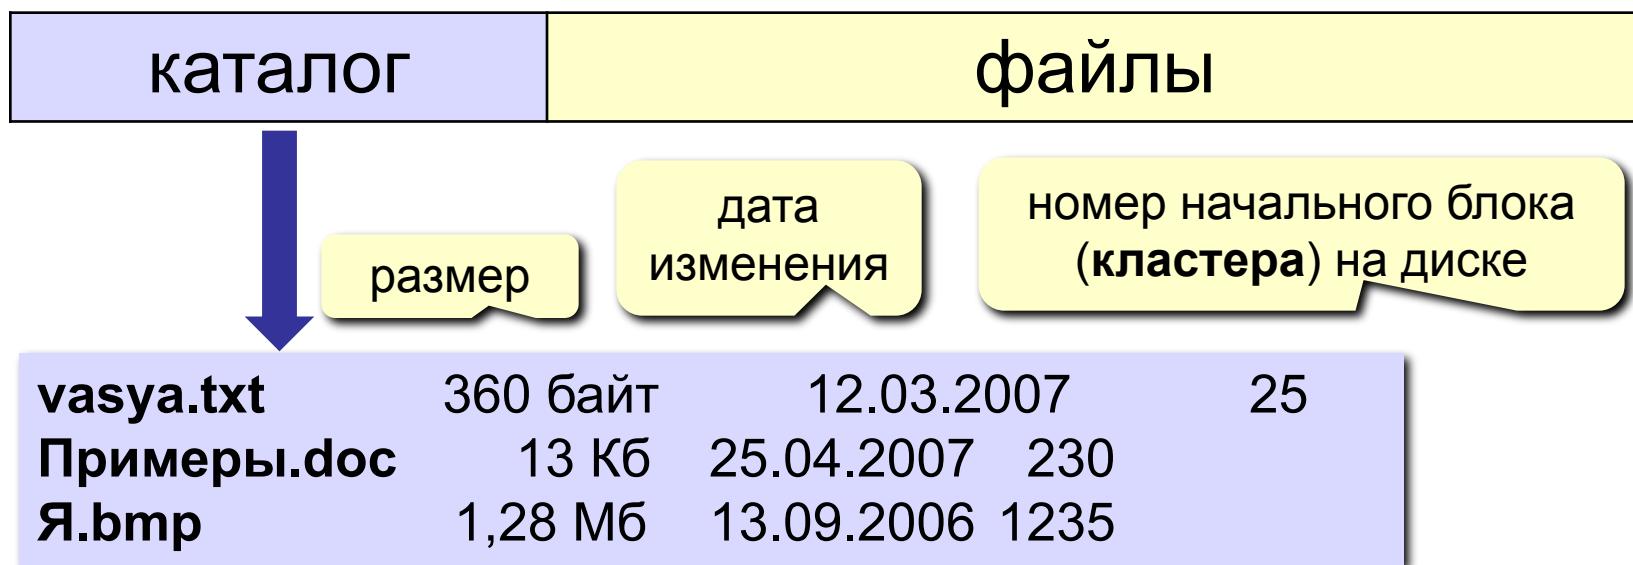 каталог файлы
размер
дата
изменения
номер начального блока
(кластера) на диске
vasya.txt 360 байт 12.03.2007 25
Примеры.doc 13 Кб 25.04.2007 230
Я.bmp 1,28 Мб 13.09.2006 1235